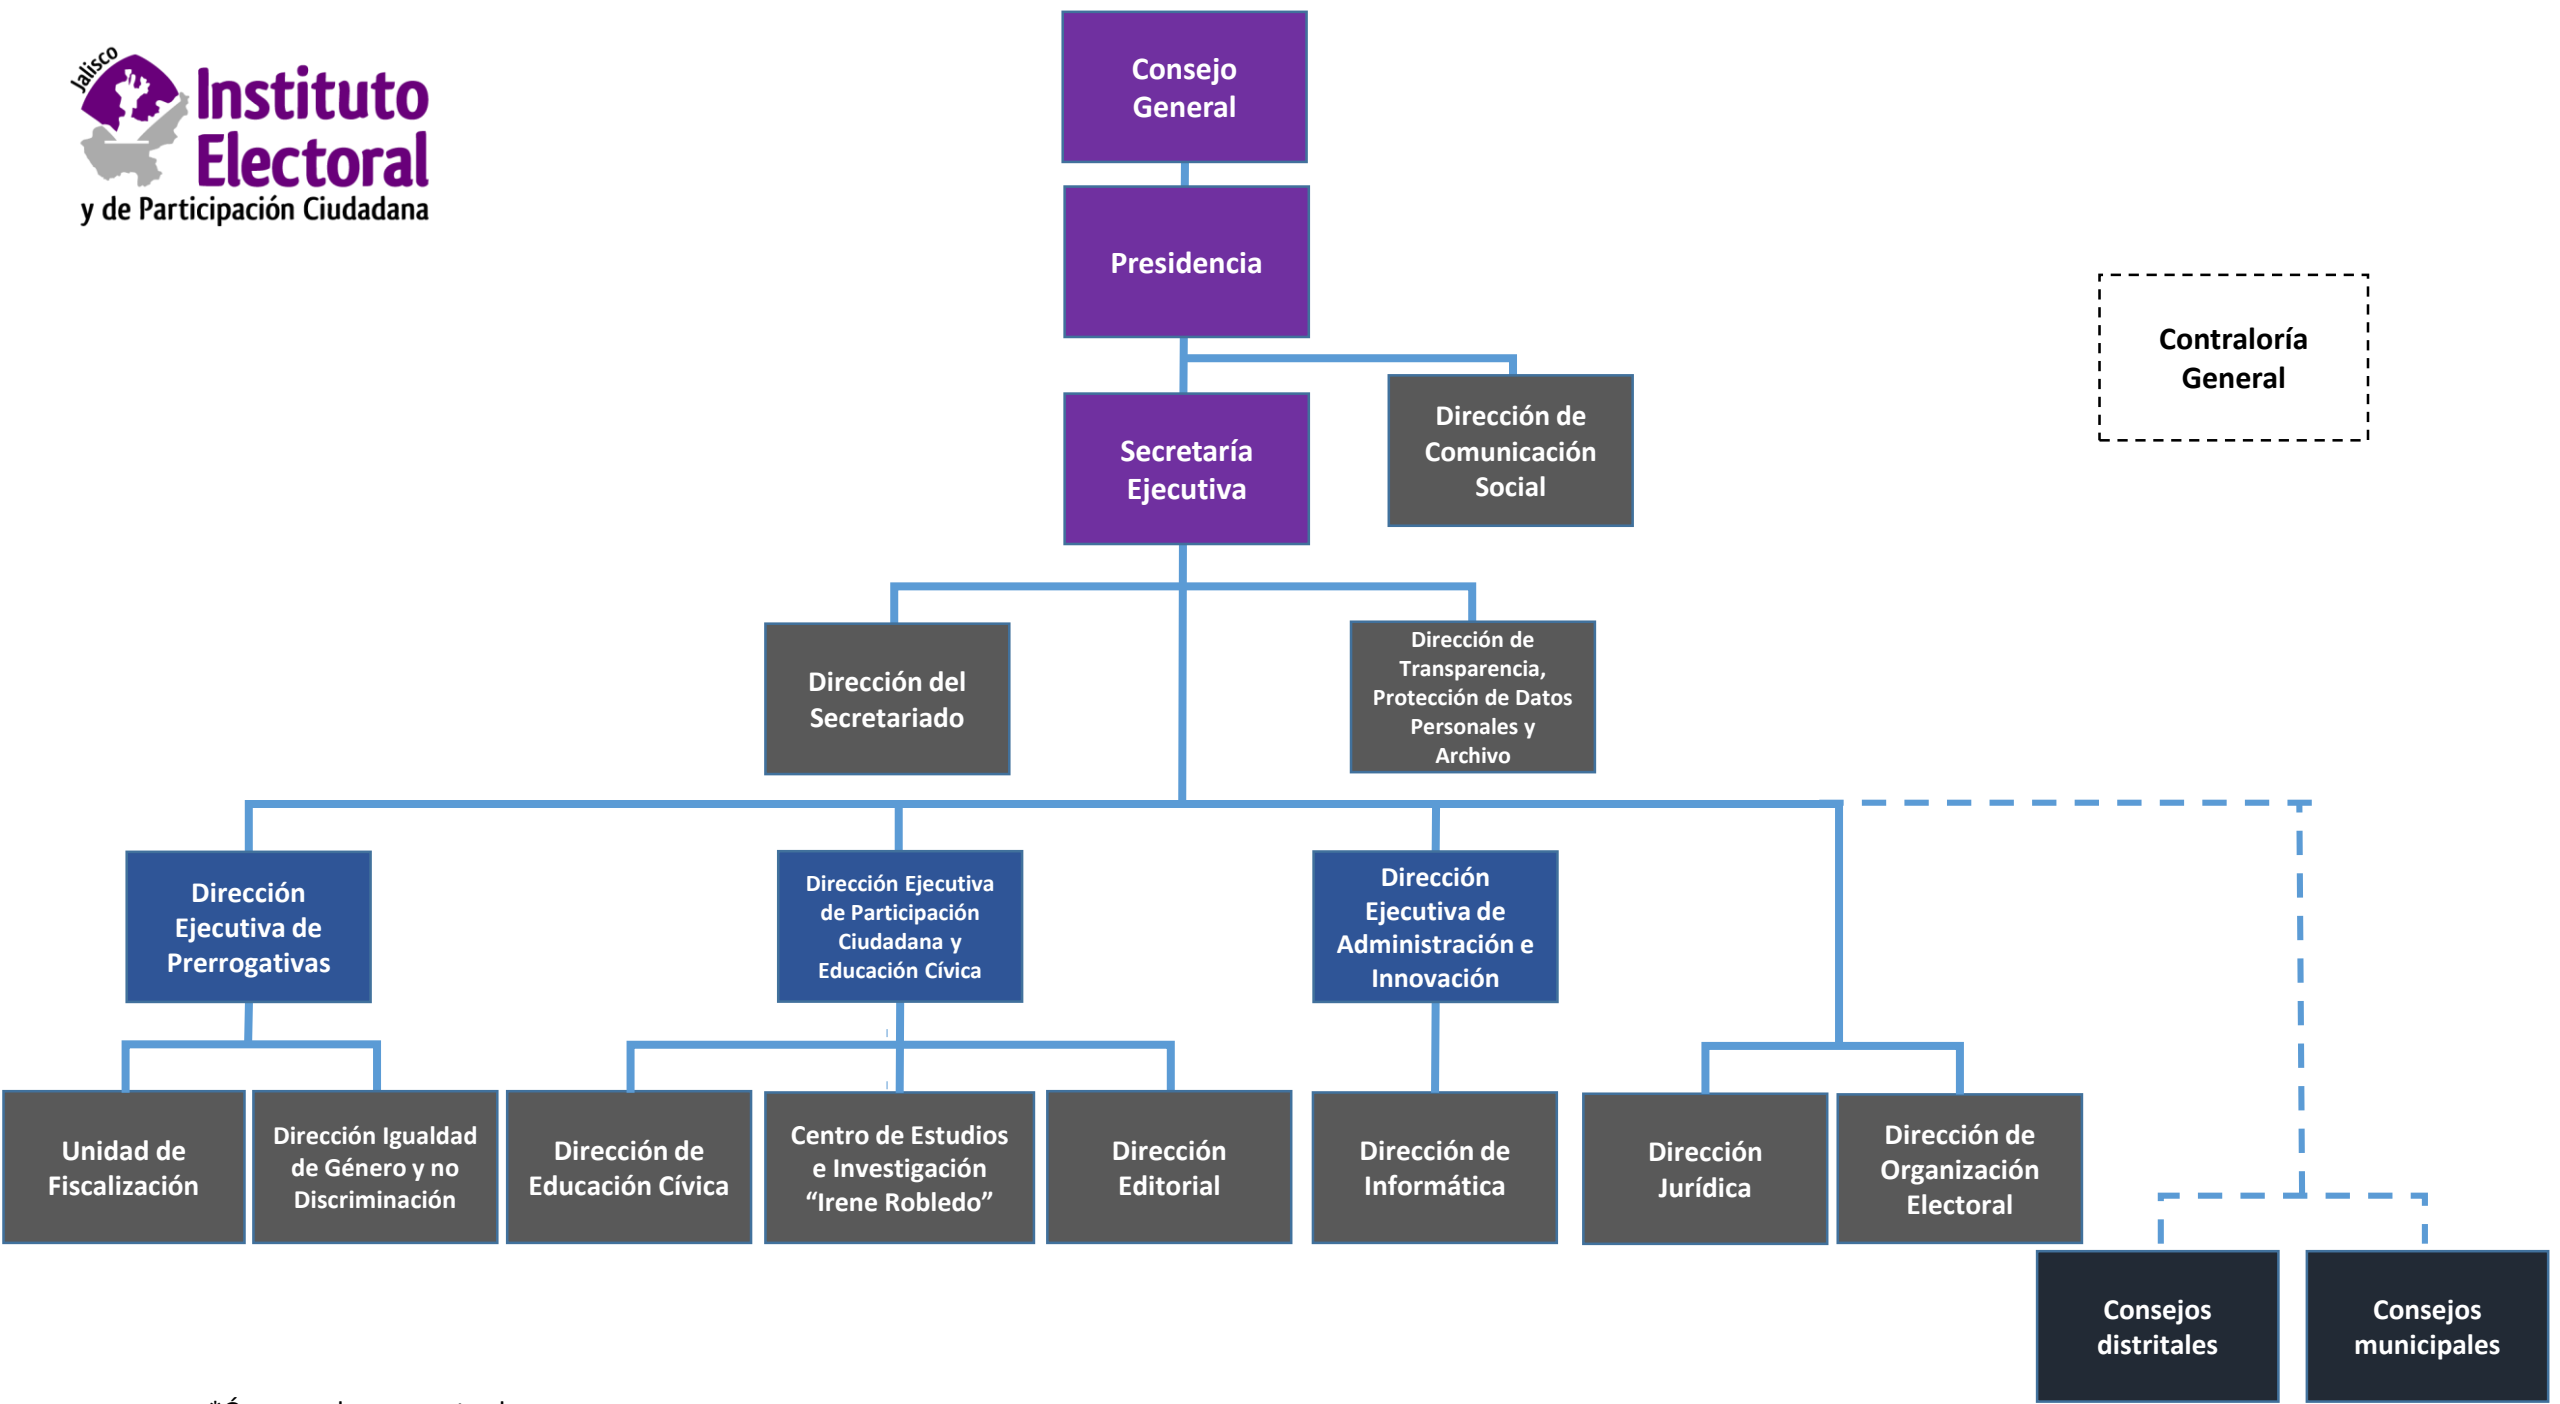 Jalisco
Instituto
Electoral
y de Participación Ciudadana
Consejo
General
Presidencia
Contraloría
General
Secretaría
Ejecutiva
Dirección de
Comunicación
Social
Dirección del
Secretariado
Dirección de
Transparencia,
Protección de Datos
Personales y
Archivo
Dirección
Ejecutiva de
Prerrogativas
Dirección Ejecutiva
de Participación
Ciudadana y
Educación Cívica
Dirección
Ejecutiva de
Administración e
Innovación
Unidad de
Fiscalización
Dirección Igualdad
de Género y no
Discriminación
Dirección de
Educación Cívica
Centro de Estudios
e Investigación
“Irene Robledo”
Dirección
Editorial
Dirección de
Informática
Dirección
Jurídica
Dirección de
Organización
Electoral
Consejos
distritales
Consejos
municipales